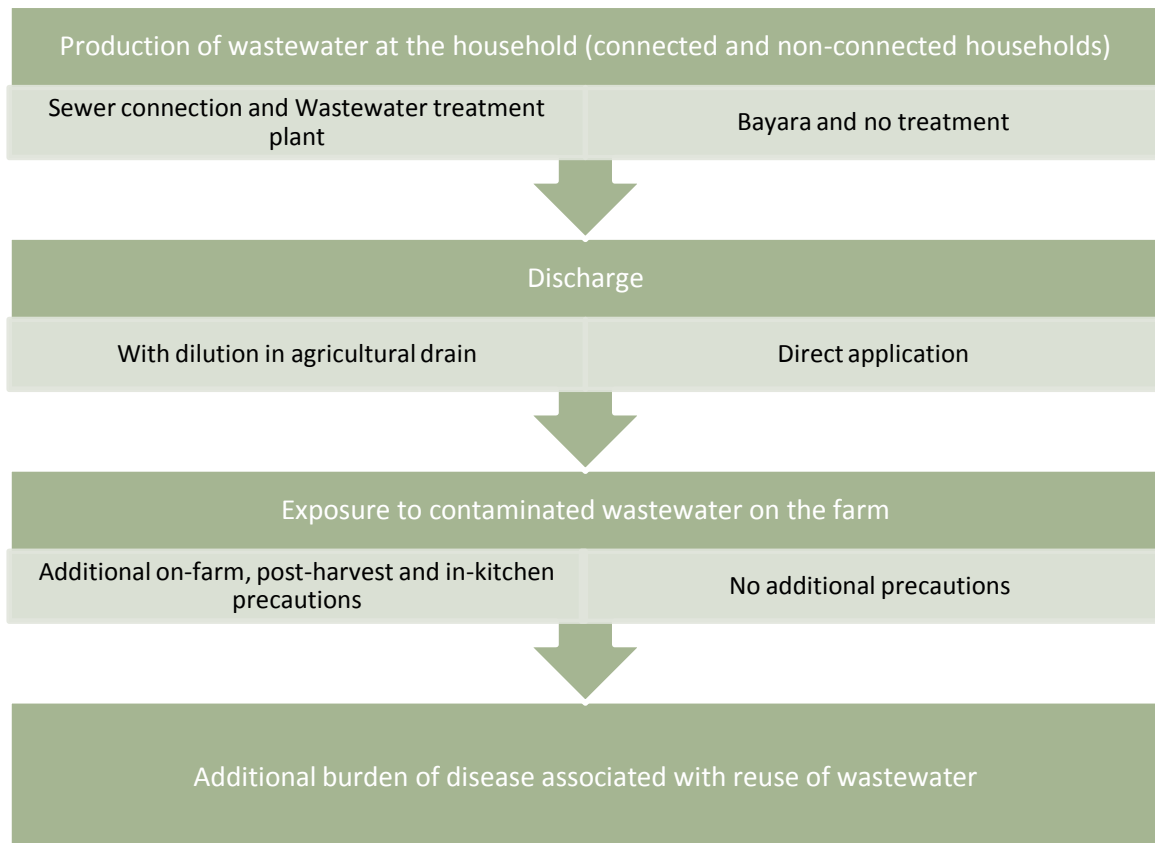 Production of wastewater at the household (connected and non-connected households)
Sewer connection and Wastewater treatment
plant
Bayara and no treatment
Discharge
With dilution in agricultural drain
Direct application
Exposure to contaminated wastewater on the farm
Additional on-farm, post-harvest and in-kitchen
precautions
No additional precautions
Additional burden of disease associated with reuse of wastewater